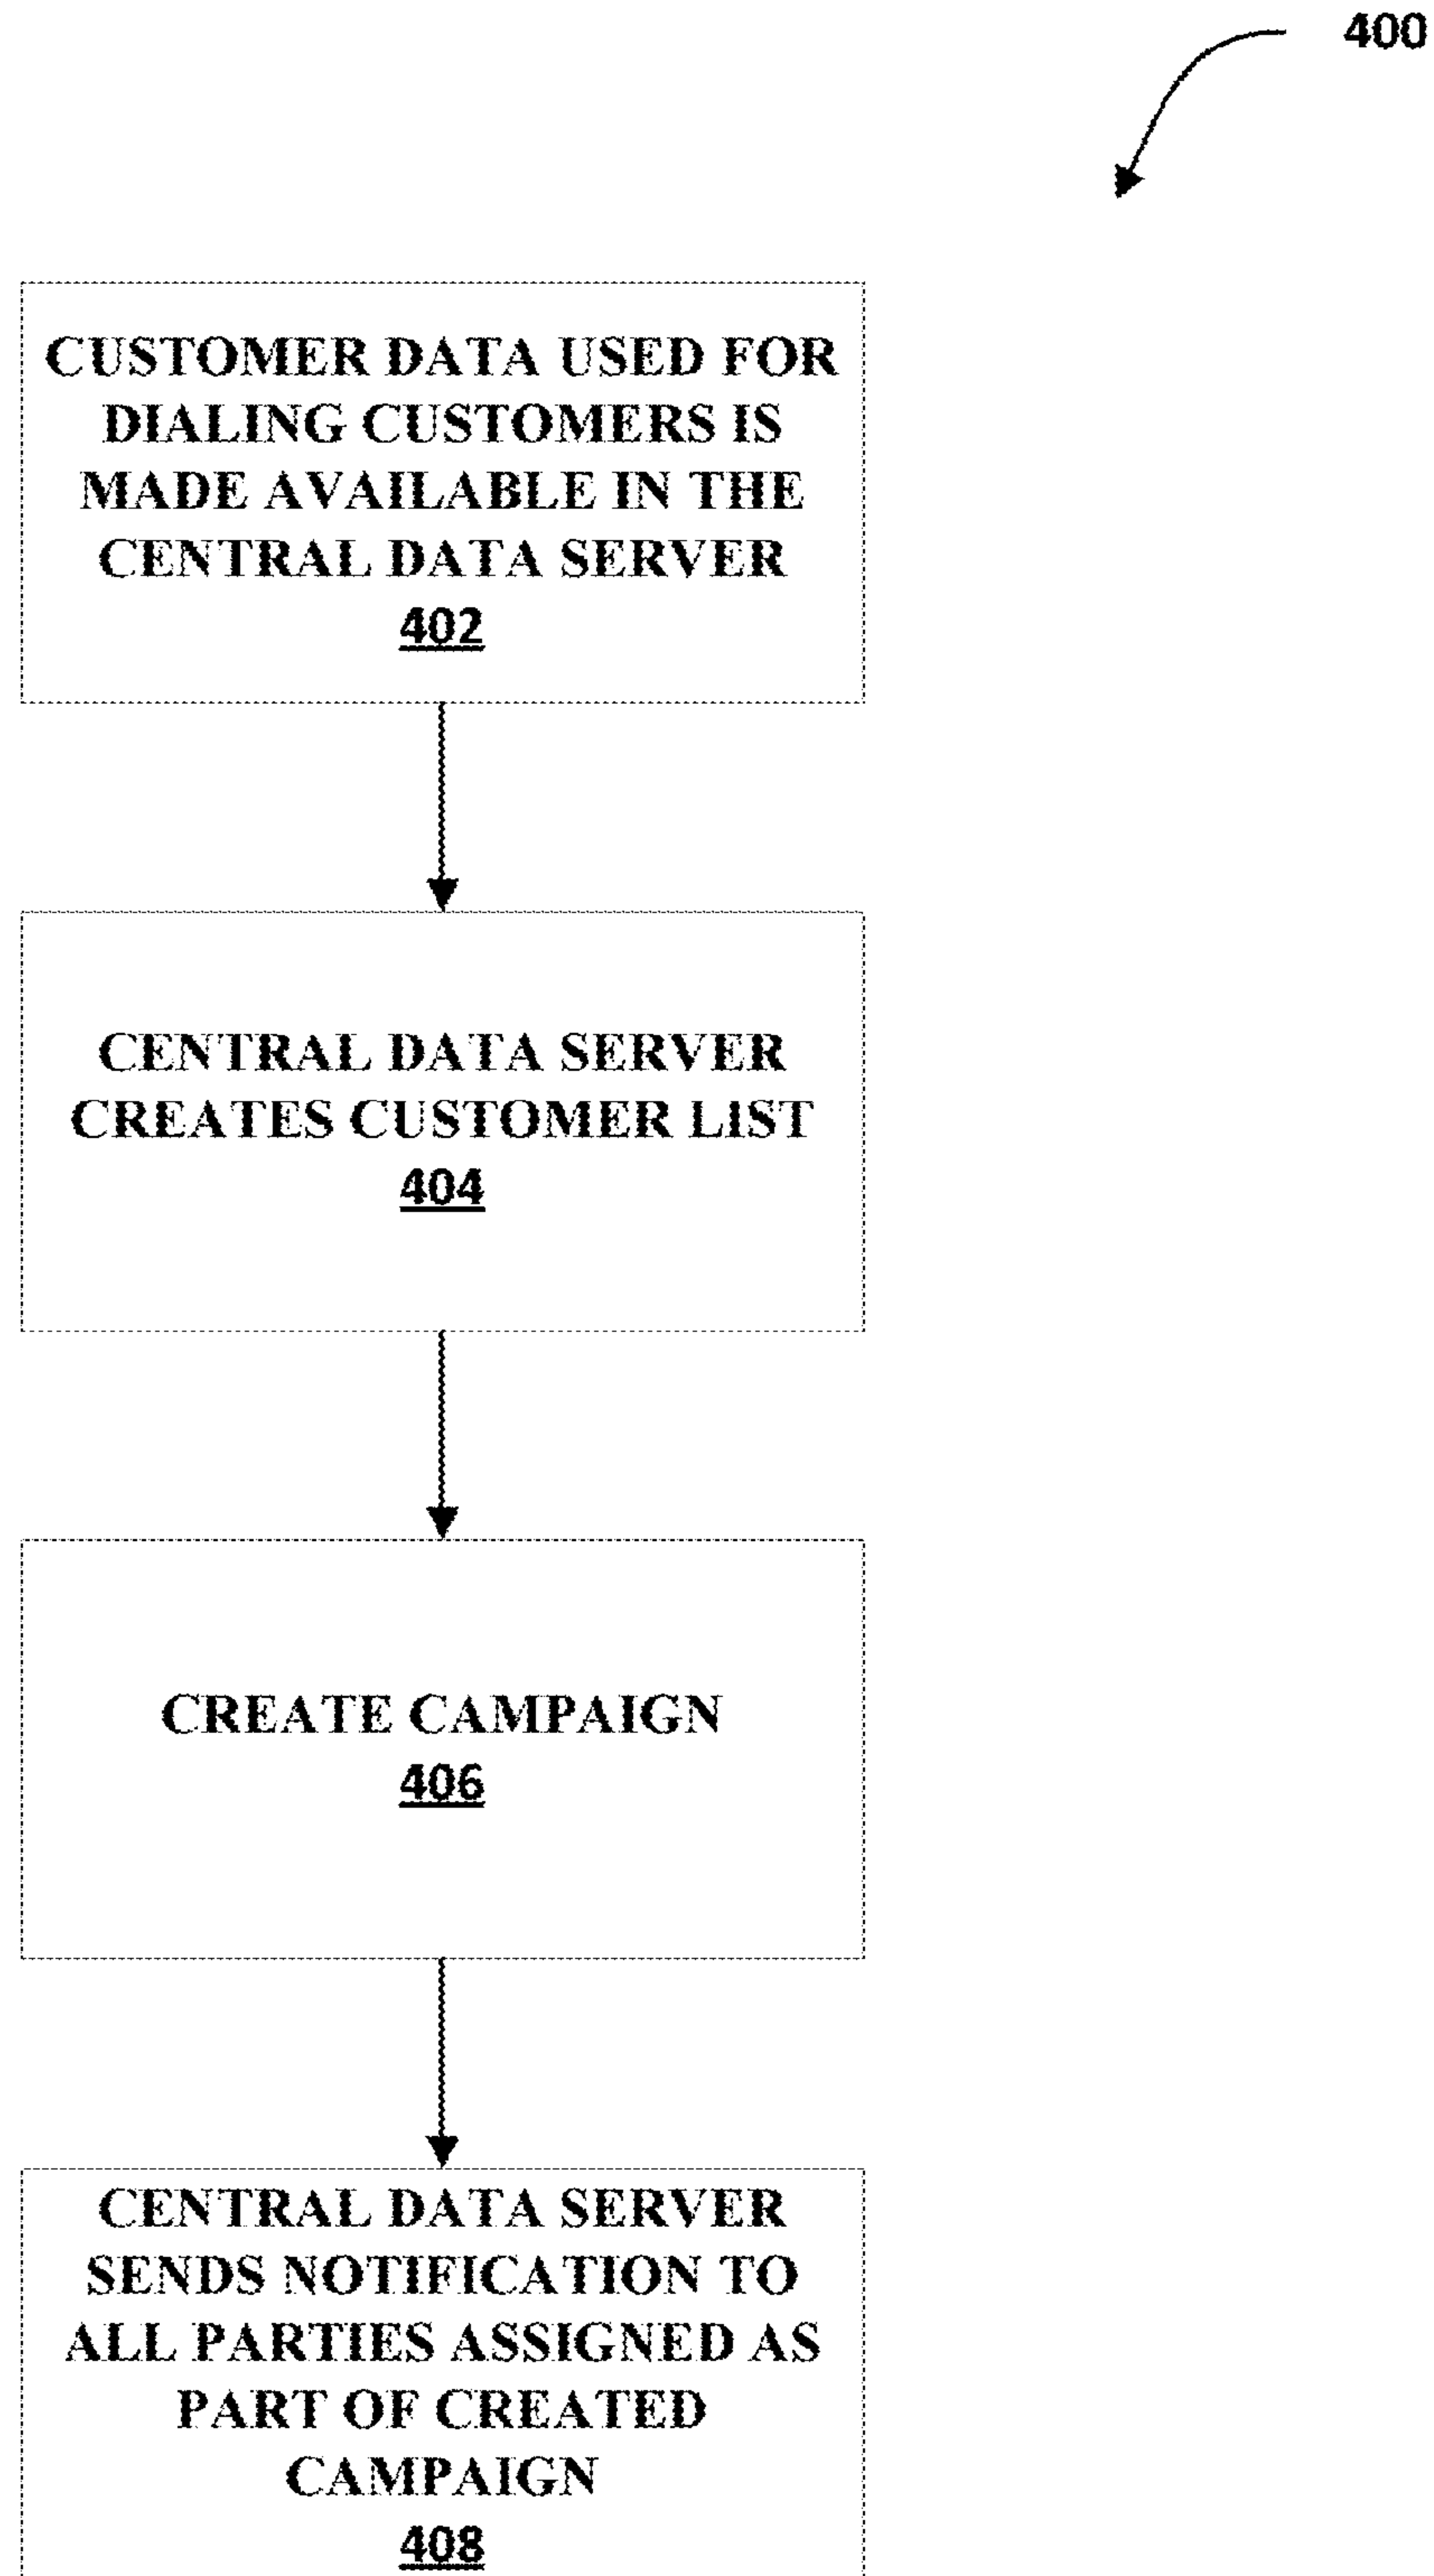 400
CUSTOMER DATA USED FOR
DIALING CUSTOMERS IS
MADE AVAILABLE IN THE
CENTRAL DATA SERVER
402
CENTRAL DATA SERVER
CREATES CUSTOMER LIST
404
CREATE CAMPAIGN
406
CENTRAL DATA SERVER
SENDS NOTIFICATION TO
ALL PARTIES ASSIGNED AS
PART OF CREATED
CAMPAIGN
408